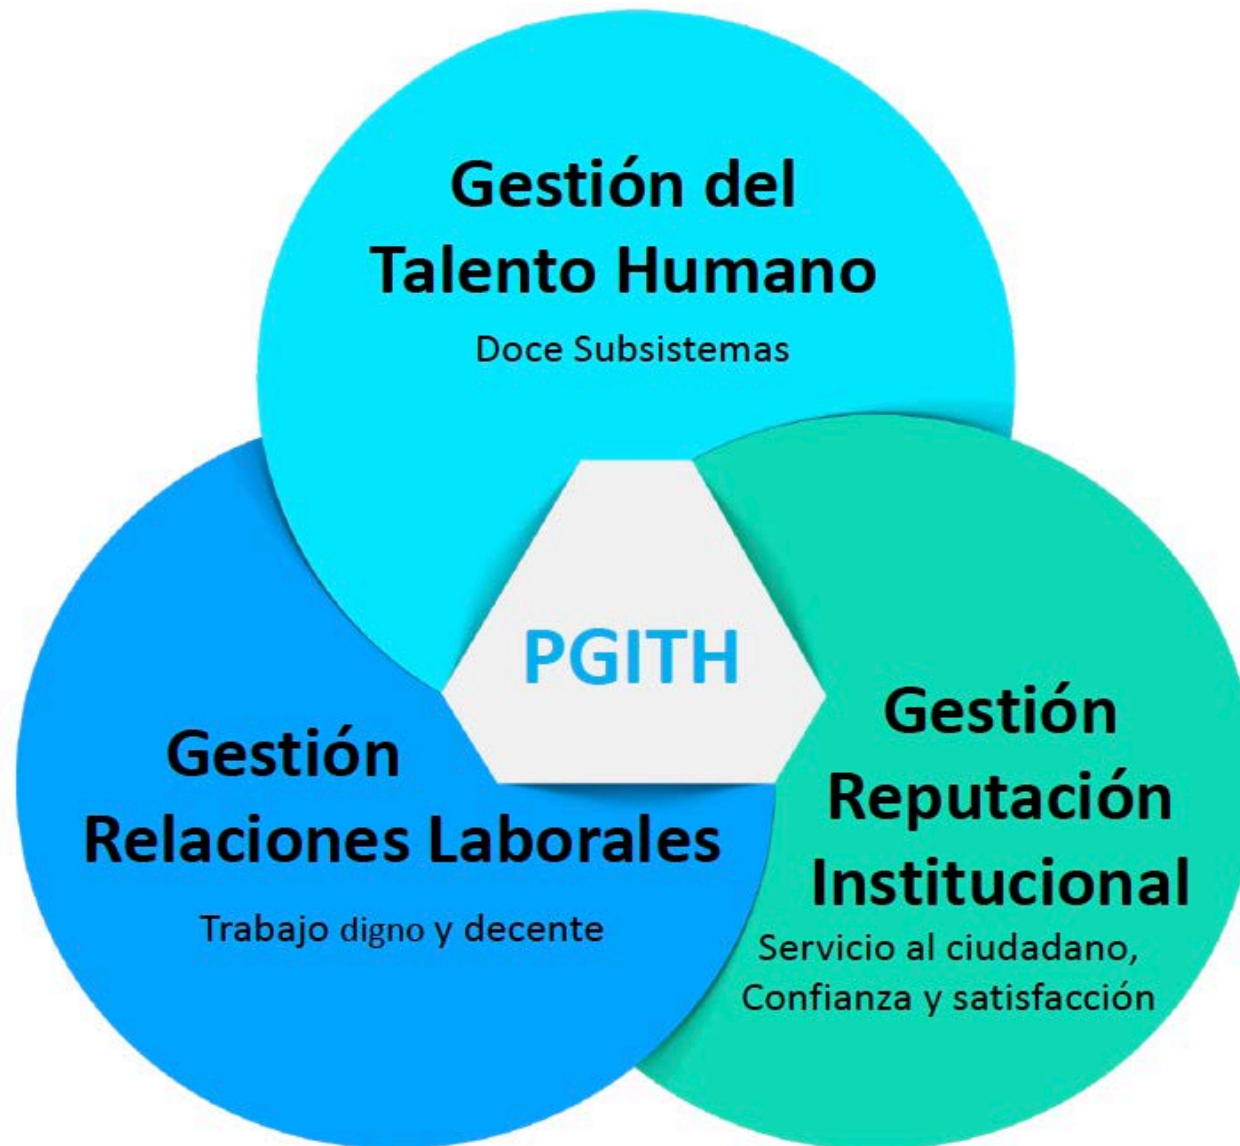 Gestión del
Talento Humano
Doce Subsistemas
PGITH
Gestión
Relaciones Laborales
Trabajo digno y decente
Gestión
Reputación
Institucional
Servicio al ciudadano,
Confianza y satisfacción